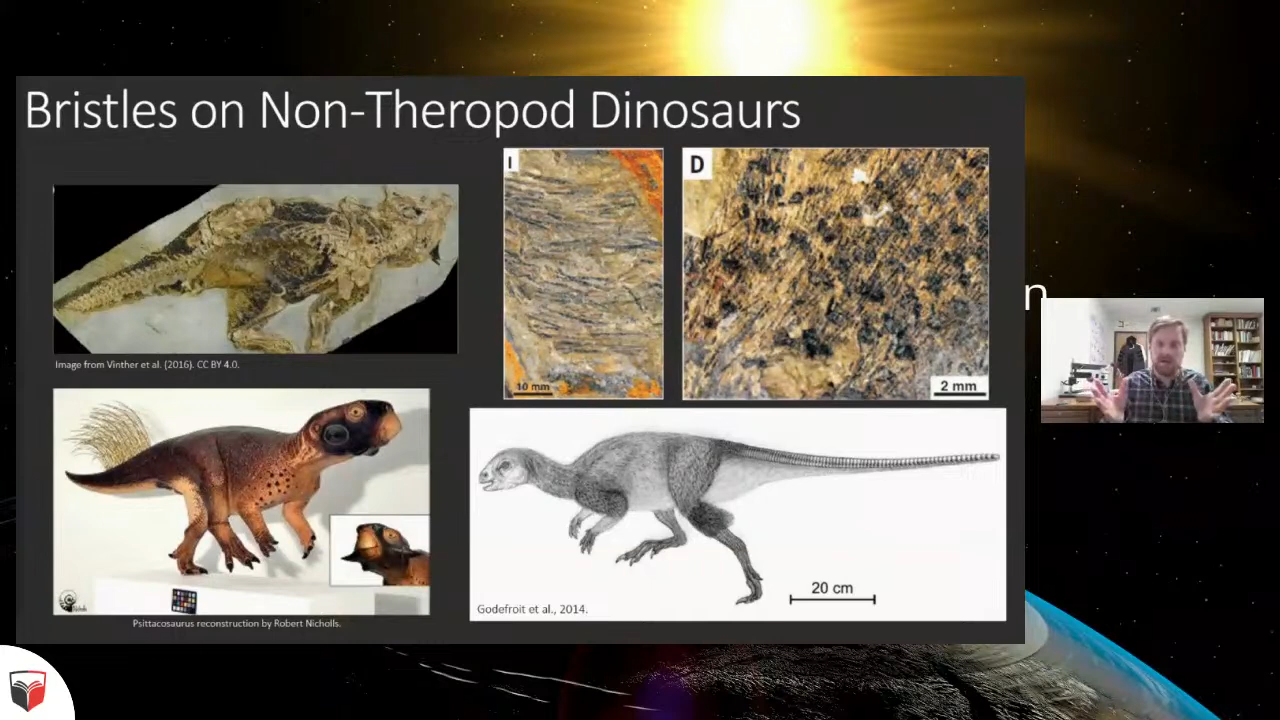 Bristles on Non-Theropod Dinosaurs
I
D
10 mm
2 mm
Image from Vinther et al. (2016). CC BY 4.0.
n
20 cm
Godefroit et al., 2014.
Psittacosaurus reconstruction by Robert Nicholls.